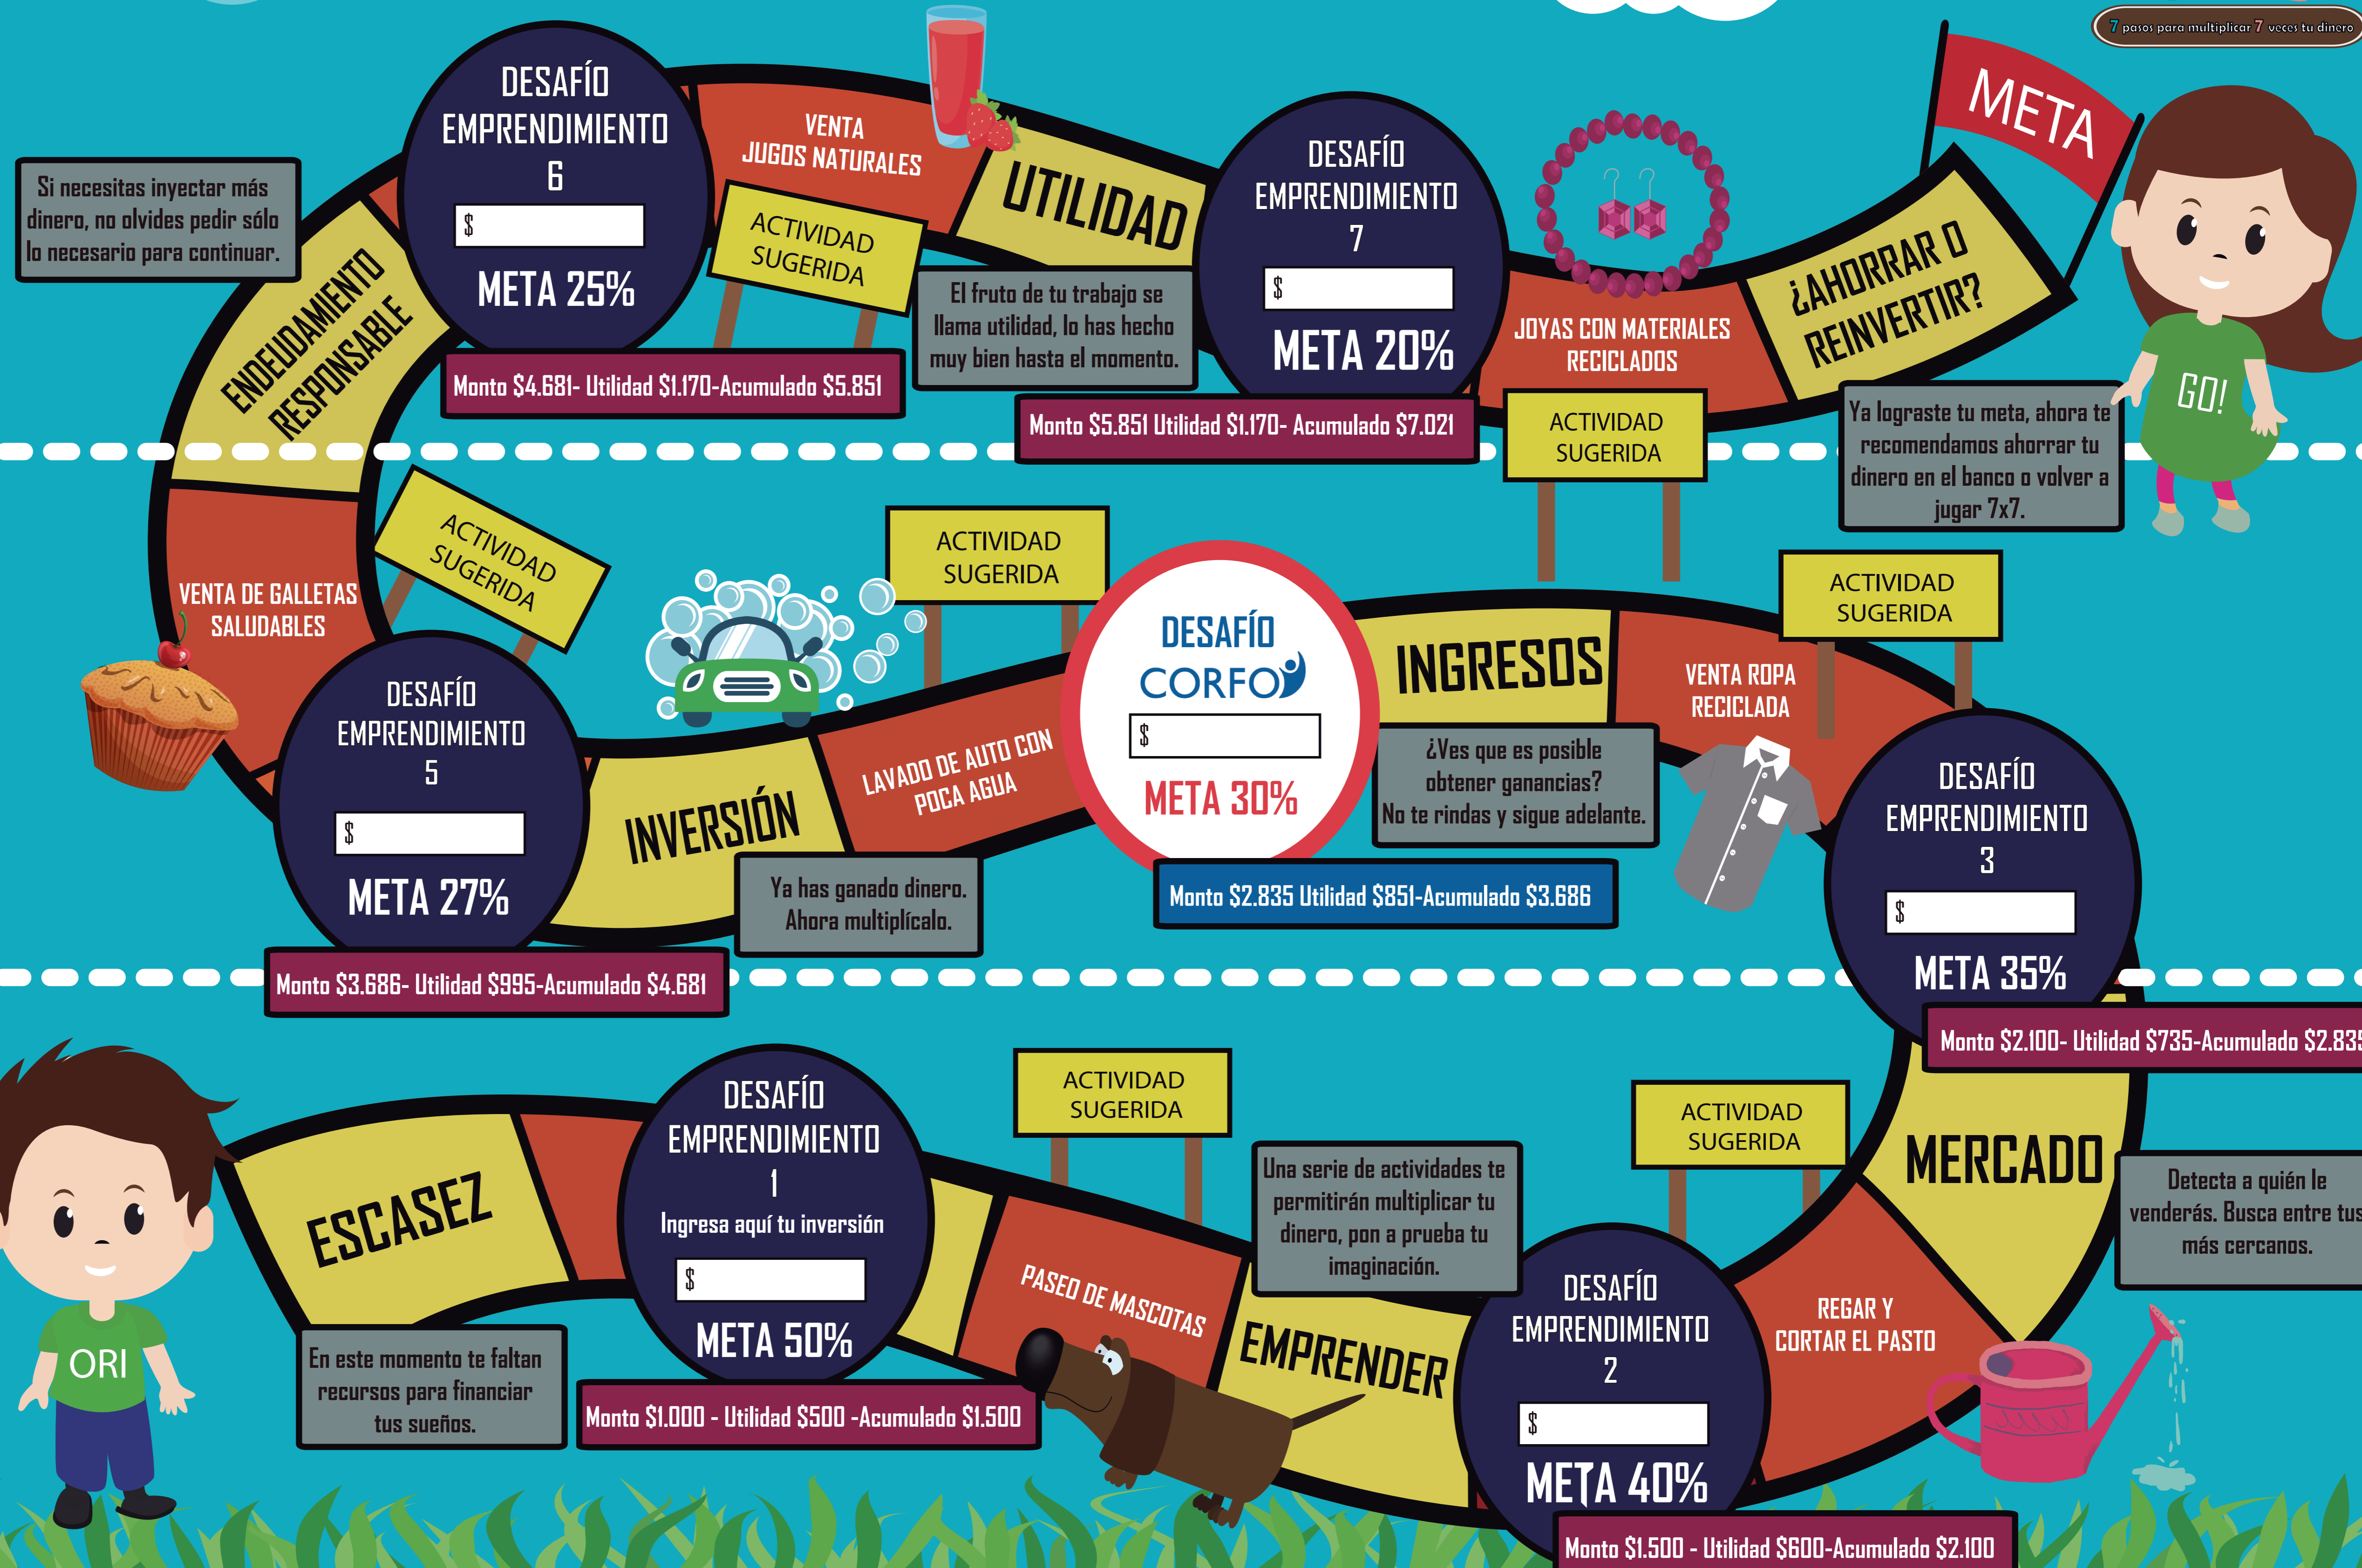 7 pasos para multiplicar 7 veces tu dinero
META
GO!
ORI
ESCASEZ
En este momento te faltan
recursos para financiar
tus sueños.
DESAFÍO
EMPRENDIMIENTO
1
Ingresa aquí tu inversión
$
META 50%
Monto $1.000 - Utilidad $500 -Acumulado $1.500
ACTIVIDAD
SUGERIDA
PASEO DE MASCOTAS
EMPRENDER
Una serie de actividades te
permitirán multiplicar tu
dinero, pon a prueba tu
imaginación.
DESAFÍO
EMPRENDIMIENTO
2
$
META 40%
Monto $1.500 - Utilidad $600-Acumulado $2.100
ACTIVIDAD
SUGERIDA
REGAR Y
CORTAR EL PASTO
MERCADO
Detecta a quién le
venderás. Busca entre tus
más cercanos.
DESAFÍO
EMPRENDIMIENTO
3
$
META 35%
Monto $2.100- Utilidad $735-Acumulado $2.835
ACTIVIDAD
SUGERIDA
VENTA ROPA
RECICLADA
INGRESOS
¿Ves que es posible
obtener ganancias?
No te rindas y sigue adelante.
DESAFÍO
CORFO
$
META 30%
Monto $2.835 Utilidad $851-Acumulado $3.686
ACTIVIDAD
SUGERIDA
LAVADO DE AUTO CON
POCA AGUA
INVERSIÓN
Ya has ganado dinero.
Ahora multiplícalo.
DESAFÍO
EMPRENDIMIENTO
5
$
META 27%
Monto $3.686- Utilidad $995-Acumulado $4.681
ACTIVIDAD
SUGERIDA
VENTA DE GALLETAS
SALUDABLES
ENDEUDAMIENTO
RESPONSABLE
Si necesitas inyectar más
dinero, no olvides pedir sólo
lo necesario para continuar.
DESAFÍO
EMPRENDIMIENTO
6
$
META 25%
Monto $4.681- Utilidad $1.170-Acumulado $5.851
VENTA
JUGOS NATURALES
ACTIVIDAD
SUGERIDA
UTILIDAD
El fruto de tu trabajo se
llama utilidad, lo has hecho
muy bien hasta el momento.
DESAFÍO
EMPRENDIMIENTO
7
$
META 20%
Monto $5.851 Utilidad $1.170- Acumulado $7.021
JOYAS CON MATERIALES
RECICLADOS
ACTIVIDAD
SUGERIDA
¿AHORRAR O
REINVERTIR?
Ya lograste tu meta, ahora te
recomendamos ahorrar tu
dinero en el banco o volver a
jugar 7x7.